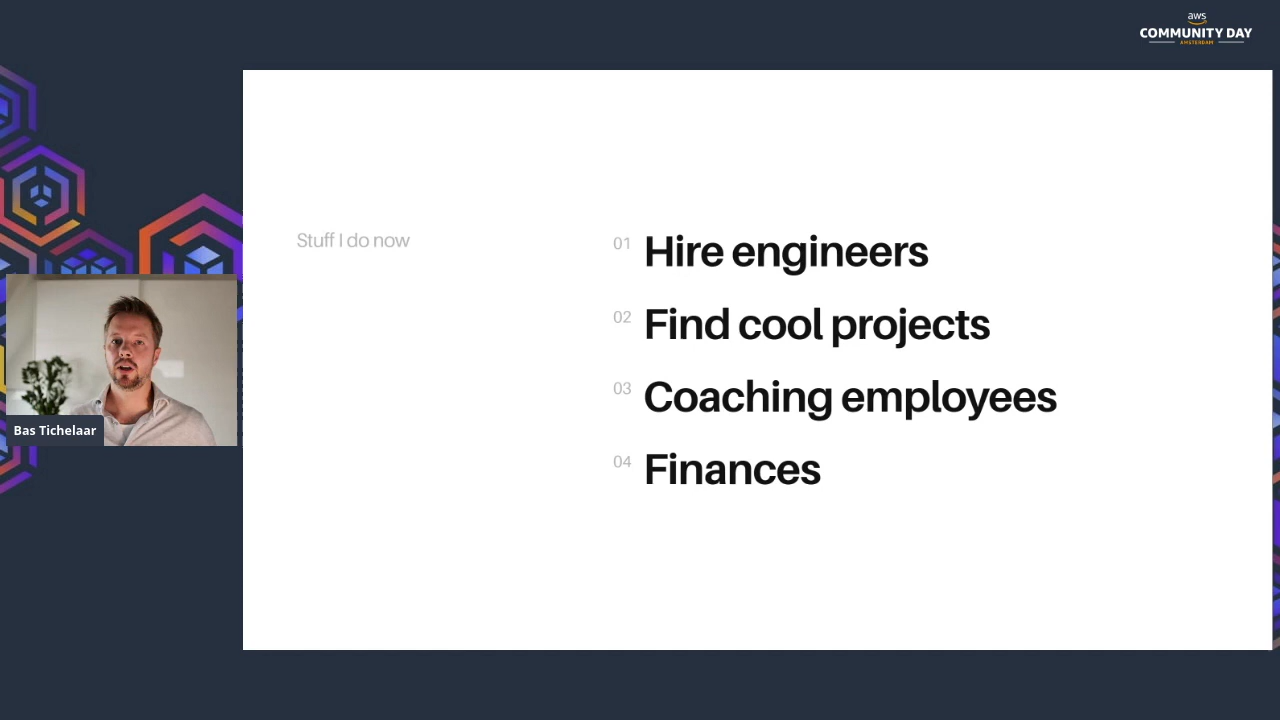 aws
COMMUNITY DAY
AMSTERDAM
Stuff I do now
01 Hire engineers
02 Find cool projects
03 Coaching employees
04 Finances
Bas Tichelaar